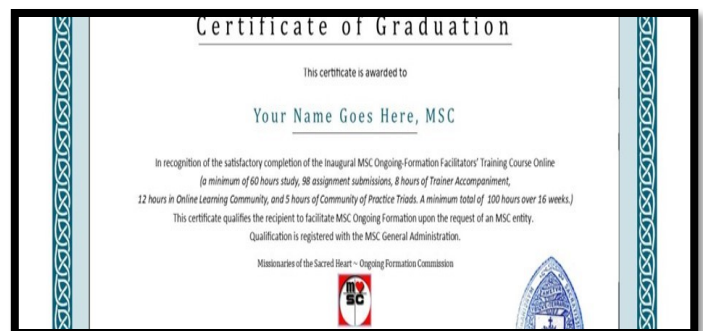 Certificate of Graduation
This certificate is awarded to
Your Name Goes Here, MSC
In recognition of the satisfactory completion of the Inaugural MSC Ongoing-Formation Facilitators' Training Course Online
(a minimum of 60 hours study, 98 assignment submissions, 8 hours of Trainer Accompaniment,
12 hours in Online Learning Community, and 5 hours of Community of Practice Triads. A minimum total of 100 hours over 16 weeks.)
This certificate qualifies the recipient to facilitate MSC Ongoing Formation upon the request of an MSC entity.
Qualification is registered with the MSC General Administration.
Missionaries of the Sacred Heart ~ Ongoing Formation Commission
m
SC